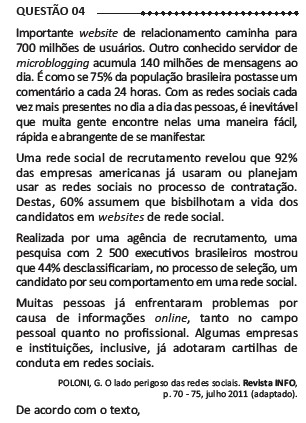 QUESTÃO 04
Importante website de relacionamento caminha para
700 milhões de usuários. Outro conhecido servidor de
microblogging acumula 140 milhões de mensagens ao
dia. É como se 75% da população brasileira postasse um
comentário a cada 24 horas. Com as redes sociais cada
vez mais presentes no dia a dia das pessoas, é inevitável
que muita gente encontre nelas uma maneira fácil,
rápida e abrangente de se manifestar.
Uma rede social de recrutamento revelou que 92%
das empresas americanas já usaram ou planejam
usar as redes sociais no processo de contratação.
Destas, 60% assumem que bisbilhotam a vida dos
candidatos em websites de rede social.
Realizada por uma agência de recrutamento, uma
pesquisa com 2 500 executivos brasileiros mostrou
que 44% desclassificariam, no processo de seleção, um
candidato por seu comportamento em uma rede social.
Muitas pessoas já enfrentaram problemas por
causa de informações online, tanto no campo
pessoal quanto no profissional. Algumas empresas
e instituições, inclusive, já adotaram cartilhas de
conduta em redes sociais.
POLONI, G. O lado perigoso das redes sociais. Revista INFO,
p. 70 - 75, julho 2011 (adaptado).
De acordo com o texto,